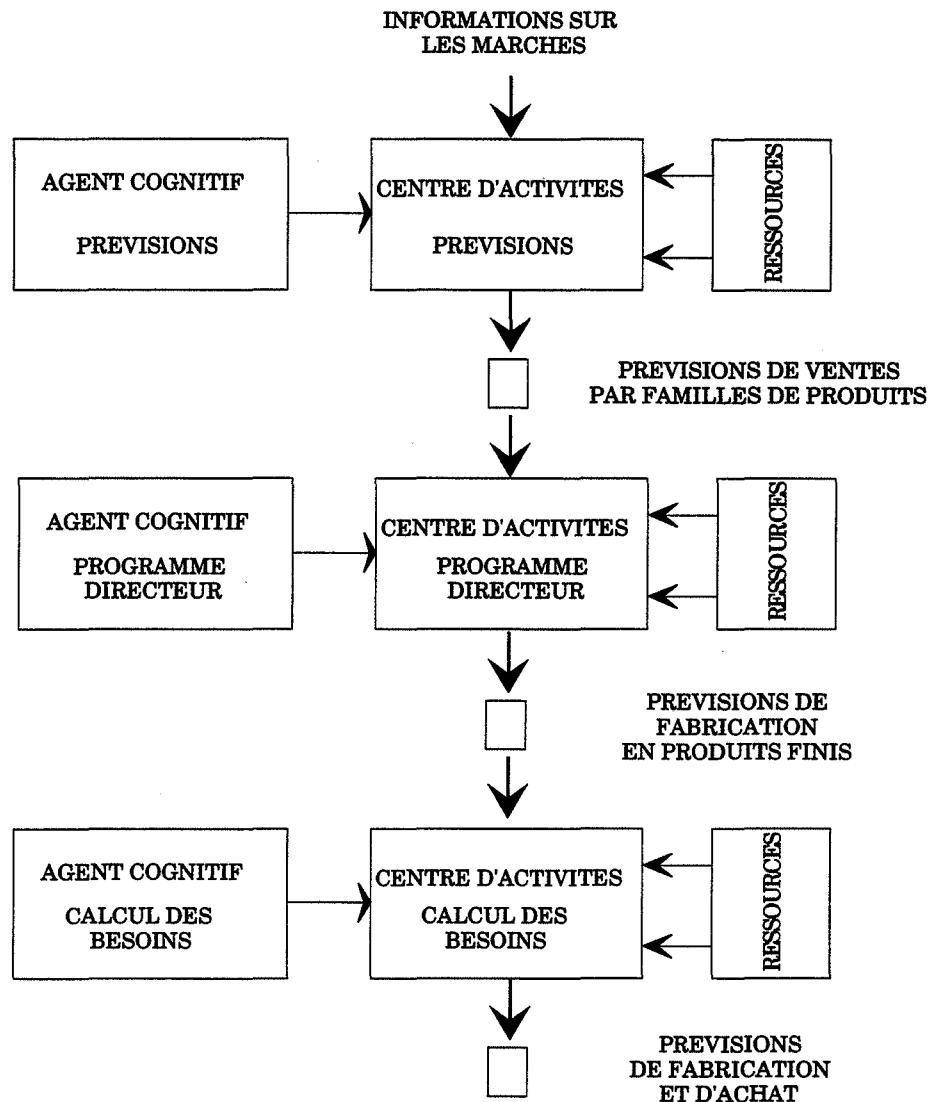 INFORMATIONS SUR
LES MARCHES
AGENT COGNITIF
PREVISIONS
CENTRE D'ACTIVITES
PREVISIONS
RESSOURCES
PREVISIONS DE VENTES
PAR FAMILLES DE PRODUITS
AGENT COGNITIF
PROGRAMME
DIRECTEUR
CENTRE D'ACTIVITES
PROGRAMME
DIRECTEUR
RESSOURCES
PREVISIONS DE
FABRICATION
EN PRODUITS FINIS
AGENT COGNITIF
CALCUL DES
BESOINS
CENTRE D'ACTIVITES
CALCUL DES
BESOINS
RESSOURCES
PREVISIONS
DE FABRICATION
ET D'ACHAT